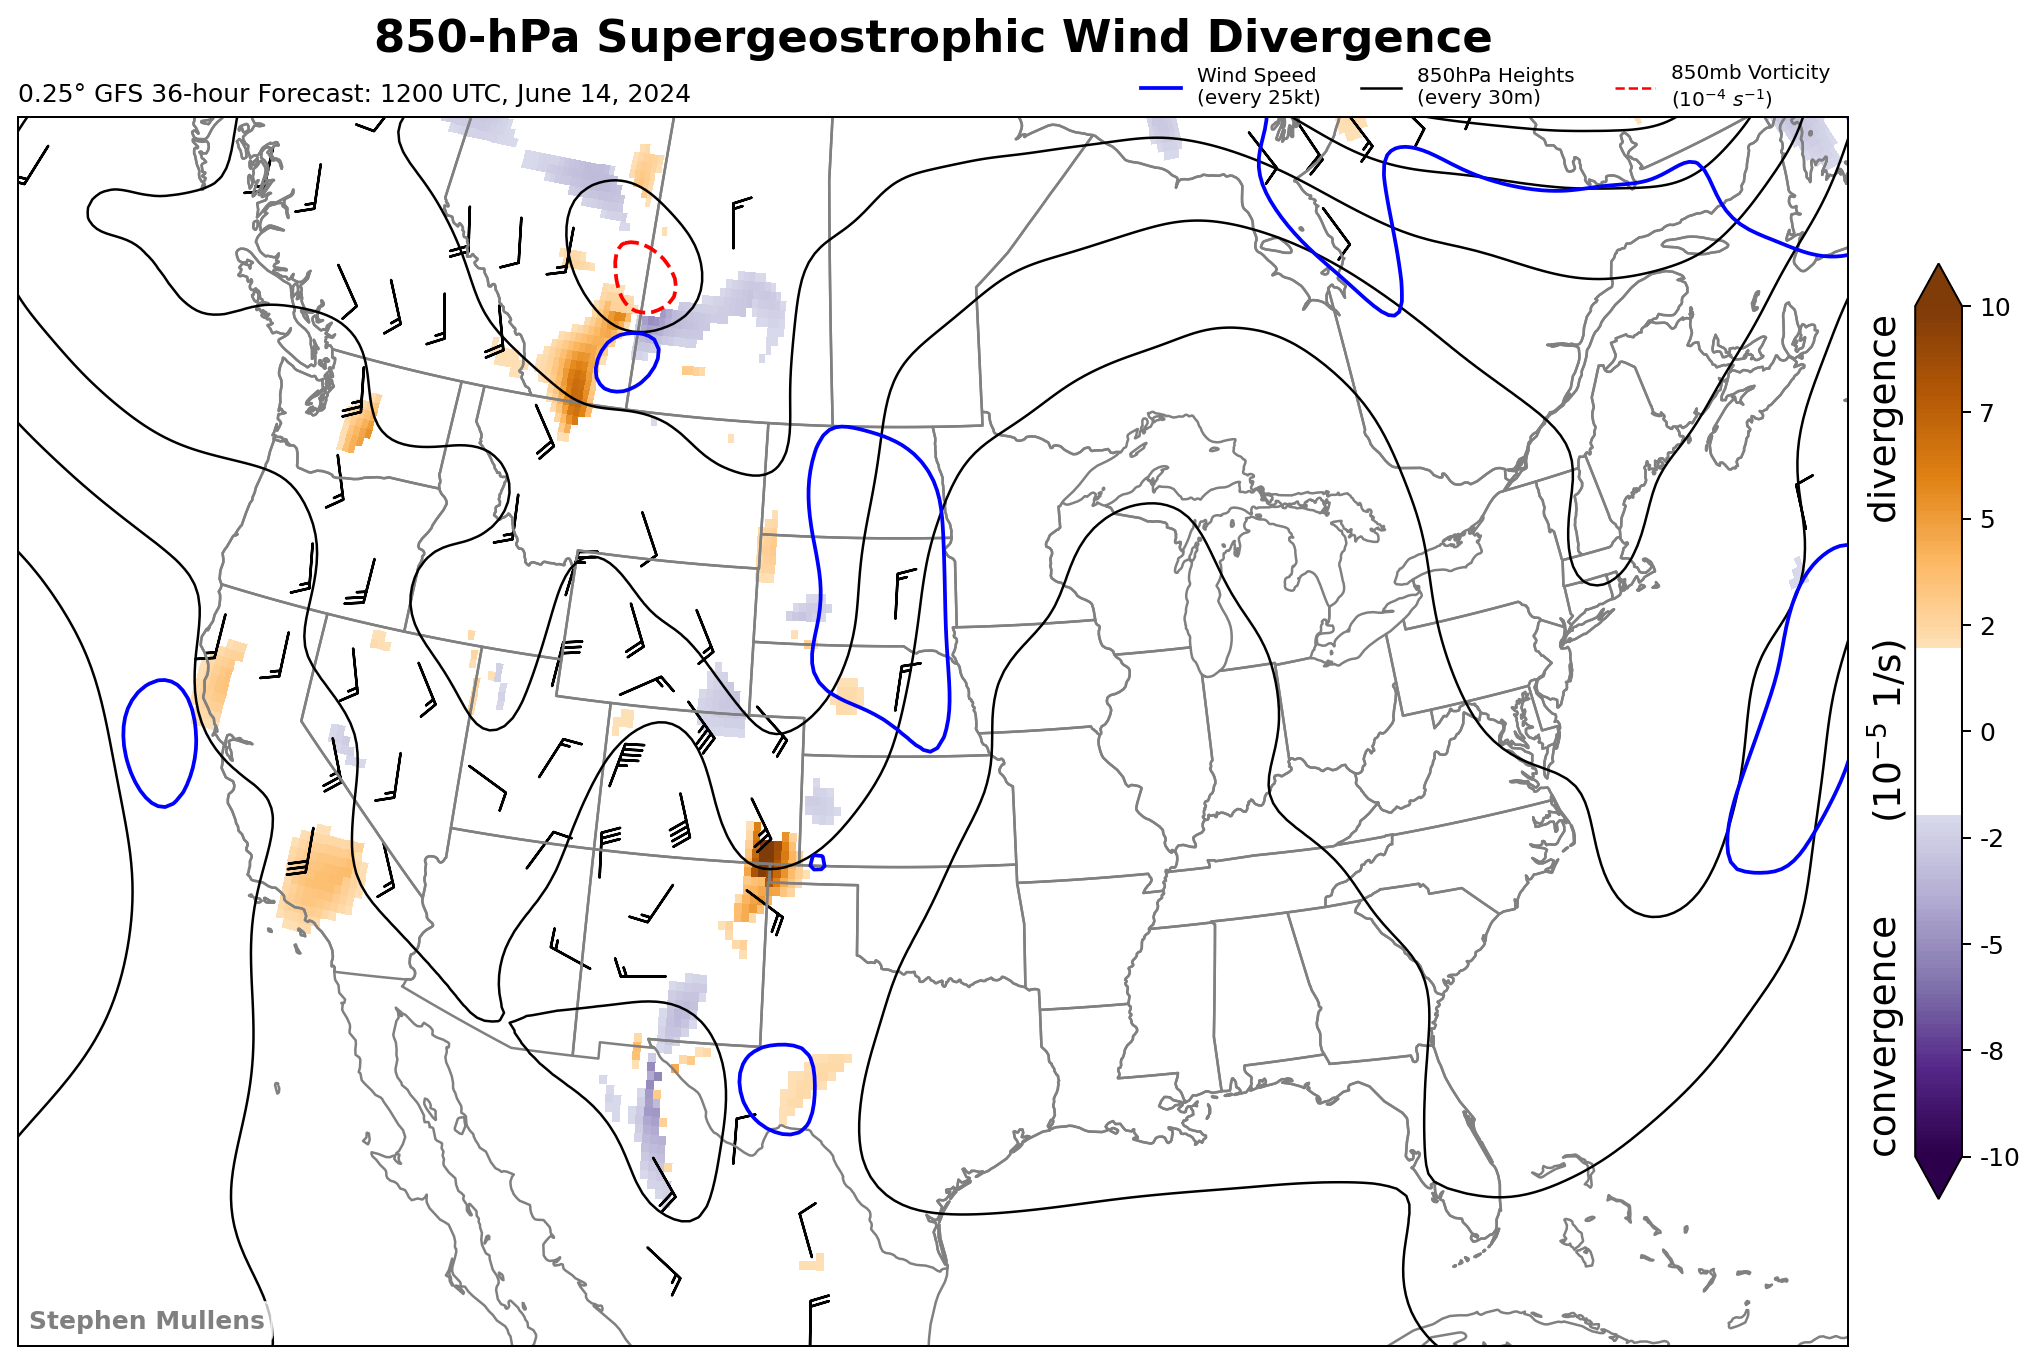 850-hPa Supergeostrophic Wind Divergence
0.25° GFS 36-hour Forecast: 1200 UTC, June 14, 2024
Wind Speed
(every 25kt)
850hPa Heights
(every 30m)
850mb Vorticity
(10⁻⁴ s⁻¹)
10
7
5
2
0
-2
-5
-8
-10
convergence (10⁻⁵ 1/s) divergence
Stephen Mullens